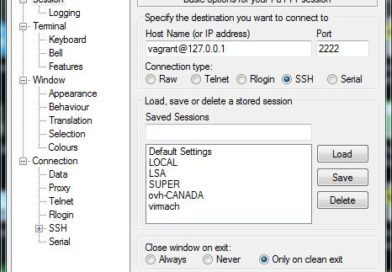 Session
Logging
Terminal
Keyboard
Bell
Features
Window
Appearance
Behaviour
Translation
Selection
Colours
Connection
Data
Proxy
Telnet
Rlogin
SSH
Serial
Basic options for your PuTTY session
Specify the destination you want to connect to
Host Name (or IP address) Port
vagrant@127.0.0.1 2222
Connection type:
Raw Telnet Rlogin SSH Serial
Load, save or delete a stored session
Saved Sessions
Default Settings
LOCAL
LSA
SUPER
ovh-CANADA
virmach
Load
Save
Delete
Close window on exit:
Always Never Only on clean exit